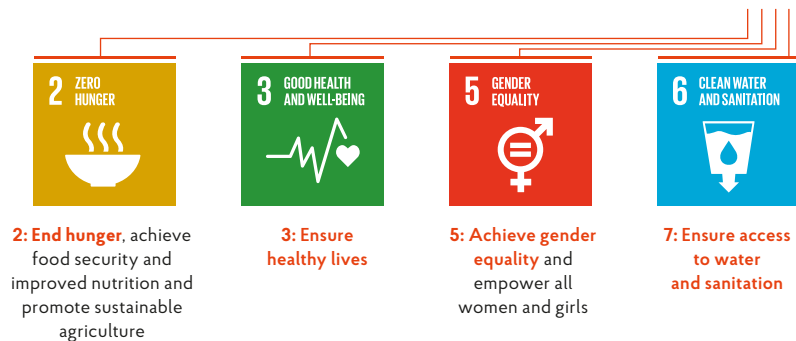 2 ZERO
HUNGER
3 GOOD HEALTH
AND WELL-BEING
5 GENDER
EQUALITY
6 CLEAN WATER
AND SANITATION
2: End hunger, achieve
food security and
improved nutrition and
promote sustainable
agriculture
3: Ensure
healthy lives
5: Achieve gender
equality and
empower all
women and girls
7: Ensure access
to water
and sanitation